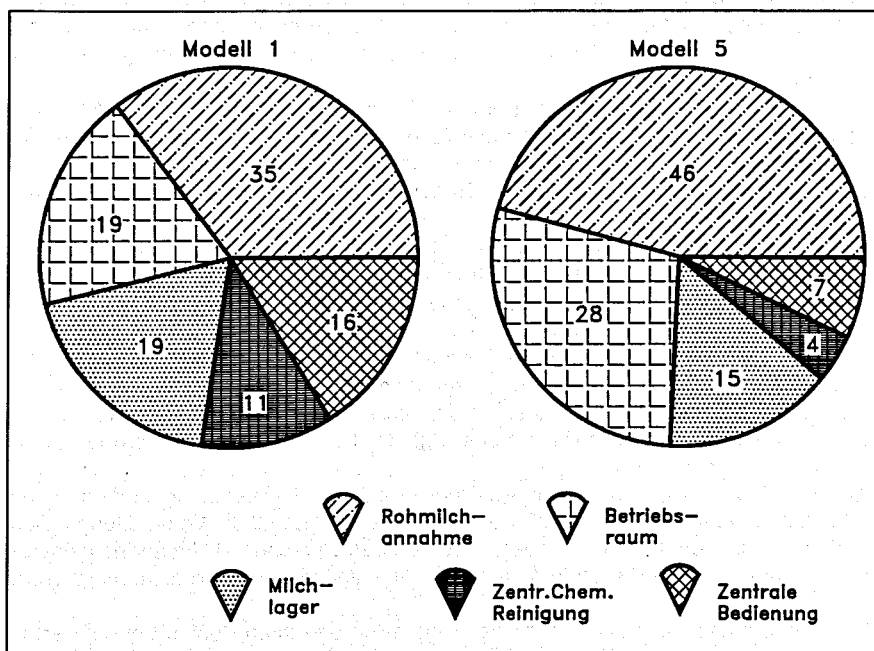 Modell 1
Modell 5
35
19
19
11
16
46
28
15
4
7
Rohmilch-
annahme
Betriebs-
raum
Milch-
lager
Zentr.Chem.
Reinigung
Zentrale
Bedienung